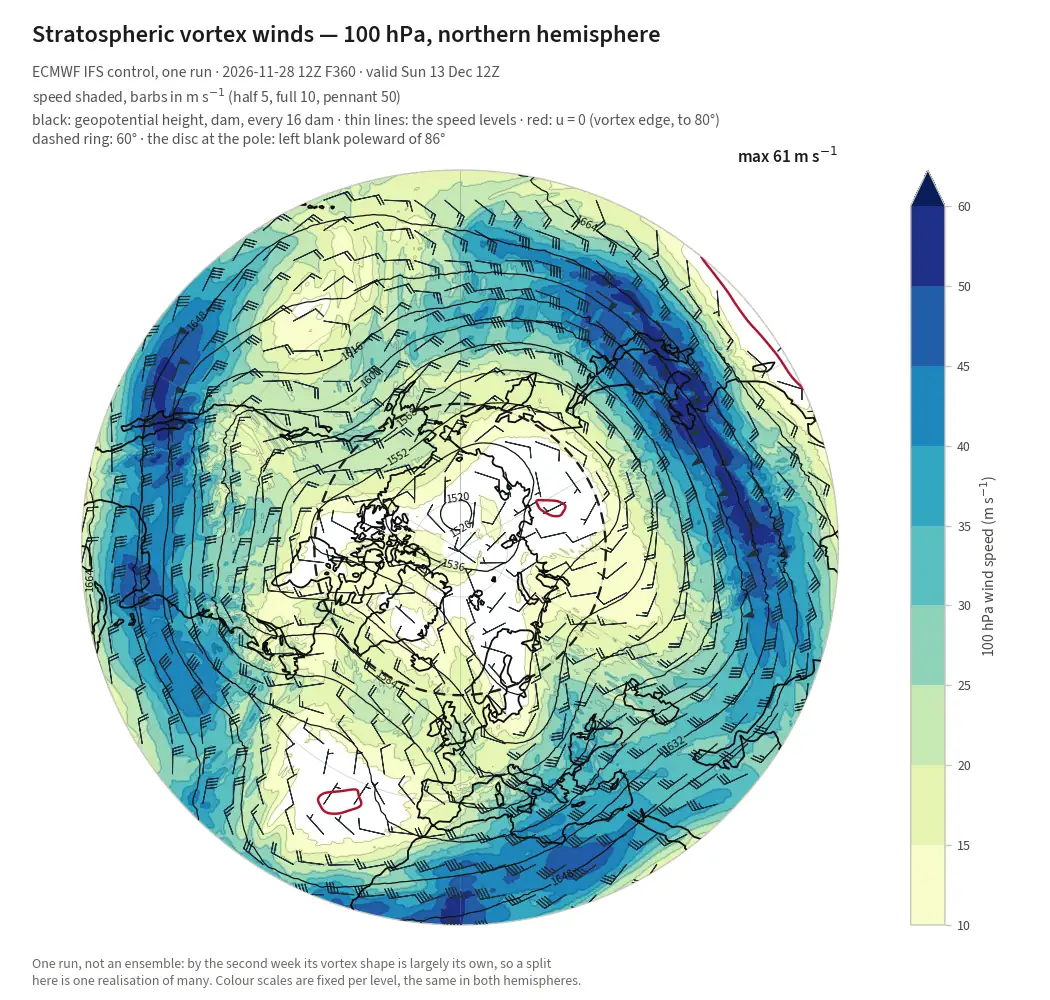 Stratospheric vortex winds — 100 hPa, northern hemisphere
ECMWF IFS control, one run · 2026-11-28 12Z F360 · valid Sun 13 Dec 12Z
speed shaded, barbs in m s⁻¹ (half 5, full 10, pennant 50)
black: geopotential height, dam, every 16 dam · thin lines: the speed levels · red: u = 0 (vortex edge, to 80°)
dashed ring: 60° · the disc at the pole: left blank poleward of 86°
max 61 m s⁻¹
1664
1648
1616
1600
1568
1552
1520
1520
1536
1664
1584
1632
1648
60
50
45
40
35
30
25
20
15
10
100 hPa wind speed (m s⁻¹)
One run, not an ensemble: by the second week its vortex shape is largely its own, so a split
here is one realisation of many. Colour scales are fixed per level, the same in both hemispheres.